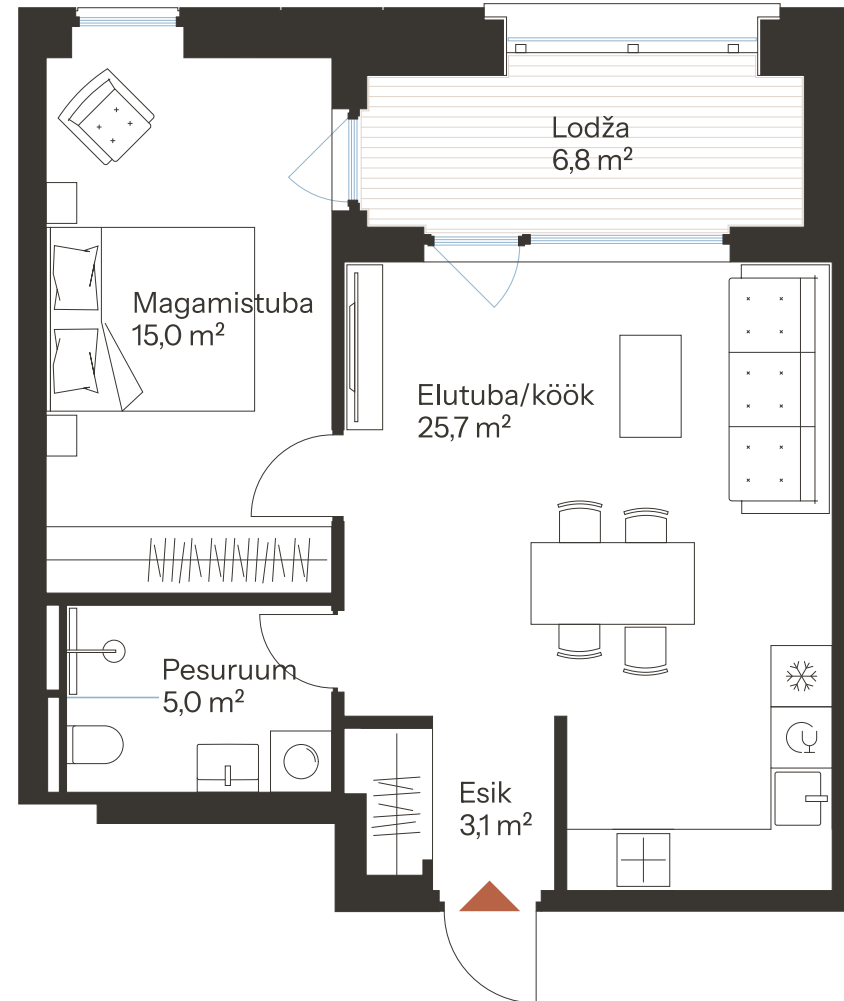 Lodža
6,8 m²
Magamistuba
15,0 m²
Elutuba/köök
25,7 m²
Pesuruum
5,0 m²
Esik
3,1 m²